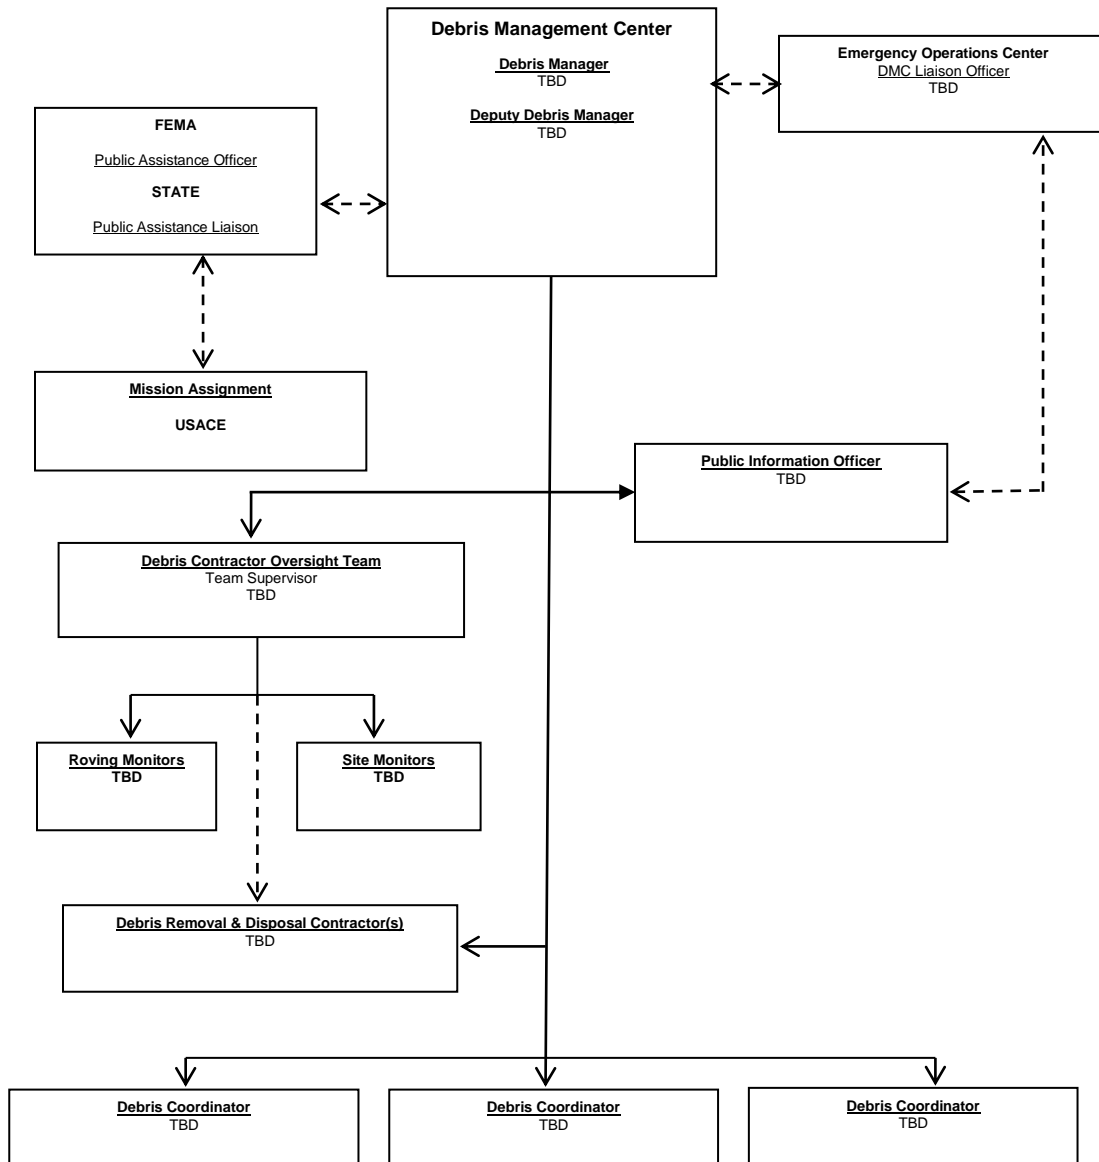 Debris Management Center
Debris Manager
TBD
Deputy Debris Manager
TBD
Emergency Operations Center
DMC Liaison Officer
TBD
FEMA
Public Assistance Officer
STATE
Public Assistance Liaison
Mission Assignment
USACE
Public Information Officer
TBD
Debris Contractor Oversight Team
Team Supervisor
TBD
Roving Monitors
TBD
Site Monitors
TBD
Debris Removal & Disposal Contractor(s)
TBD
Debris Coordinator
TBD
Debris Coordinator
TBD
Debris Coordinator
TBD